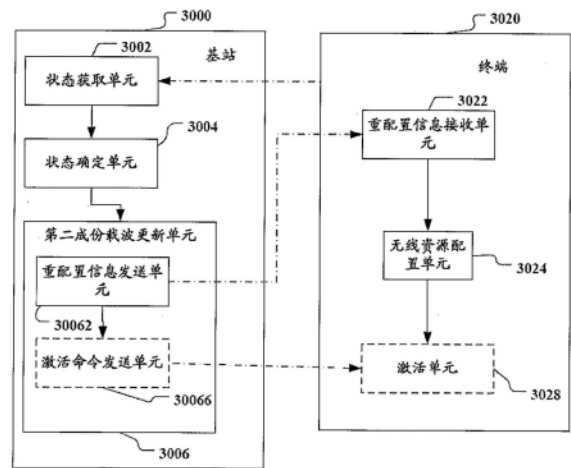 3000
3020
基站
3002
状态获取单元
终端
3022
重配置信息接收单
元
3004
状态确定单元
第二成份载波更新单元
重配置信息发送单
元
30062
无线资源配
置单元
3024
激活命令发送单元
30066
激活单元
3028
3006